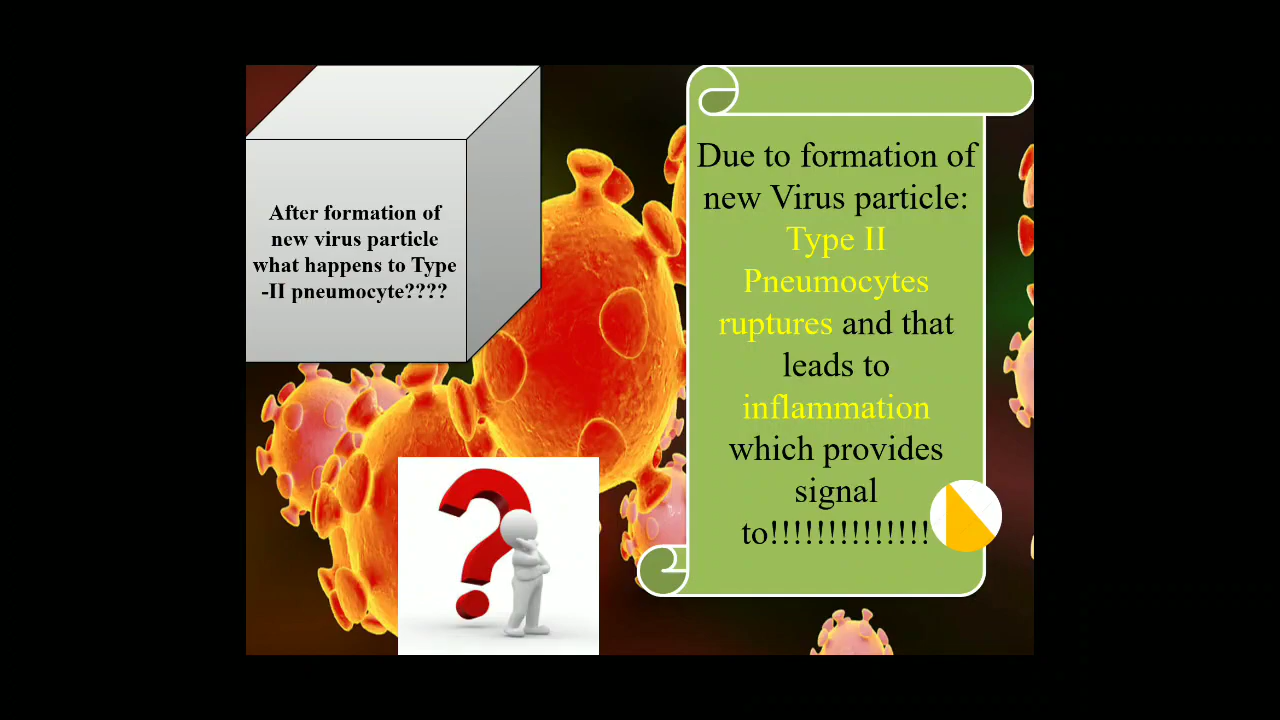 After formation of
new virus particle
what happens to Type
-II pneumocyte????
Due to formation of
new Virus particle:
Type II
Pneumocytes
ruptures and that
leads to
inflammation
which provides
signal
to!!!!!!!!!!!!!!